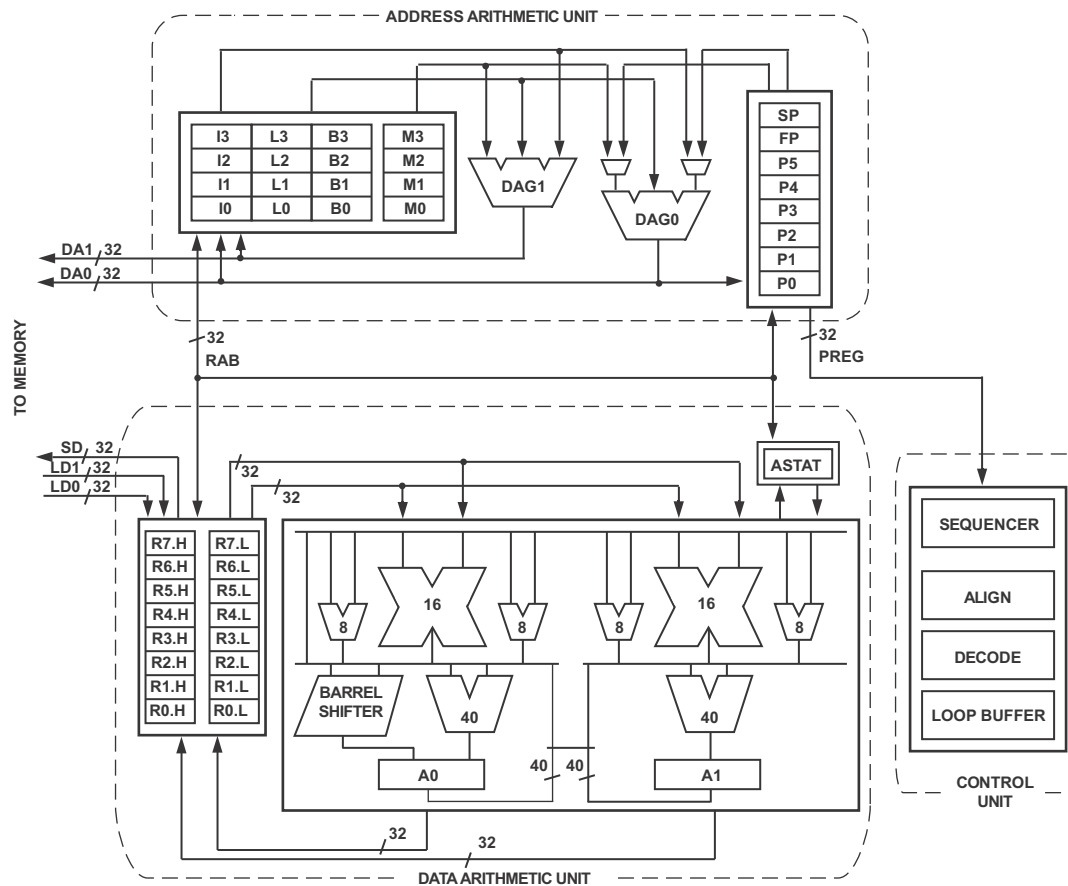 ADDRESS ARITHMETIC UNIT
I3 L3 B3 M3
I2 L2 B2 M2
I1 L1 B1 M1
I0 L0 B0 M0
DAG1
DAG0
SP
FP
P5
P4
P3
P2
P1
P0
DA1 32
DA0 32
32
RAB
32
PREG
TO MEMORY
SD 32
LD1 32
LD0 32
32
32
ASTAT
R7.H R7.L
R6.H R6.L
R5.H R5.L
R4.H R4.L
R3.H R3.L
R2.H R2.L
R1.H R1.L
R0.H R0.L
16
8
8
8
16
8
BARREL
SHIFTER
40
40
A0
40 40
A1
32
32
DATA ARITHMETIC UNIT
SEQUENCER
ALIGN
DECODE
LOOP BUFFER
CONTROL
UNIT